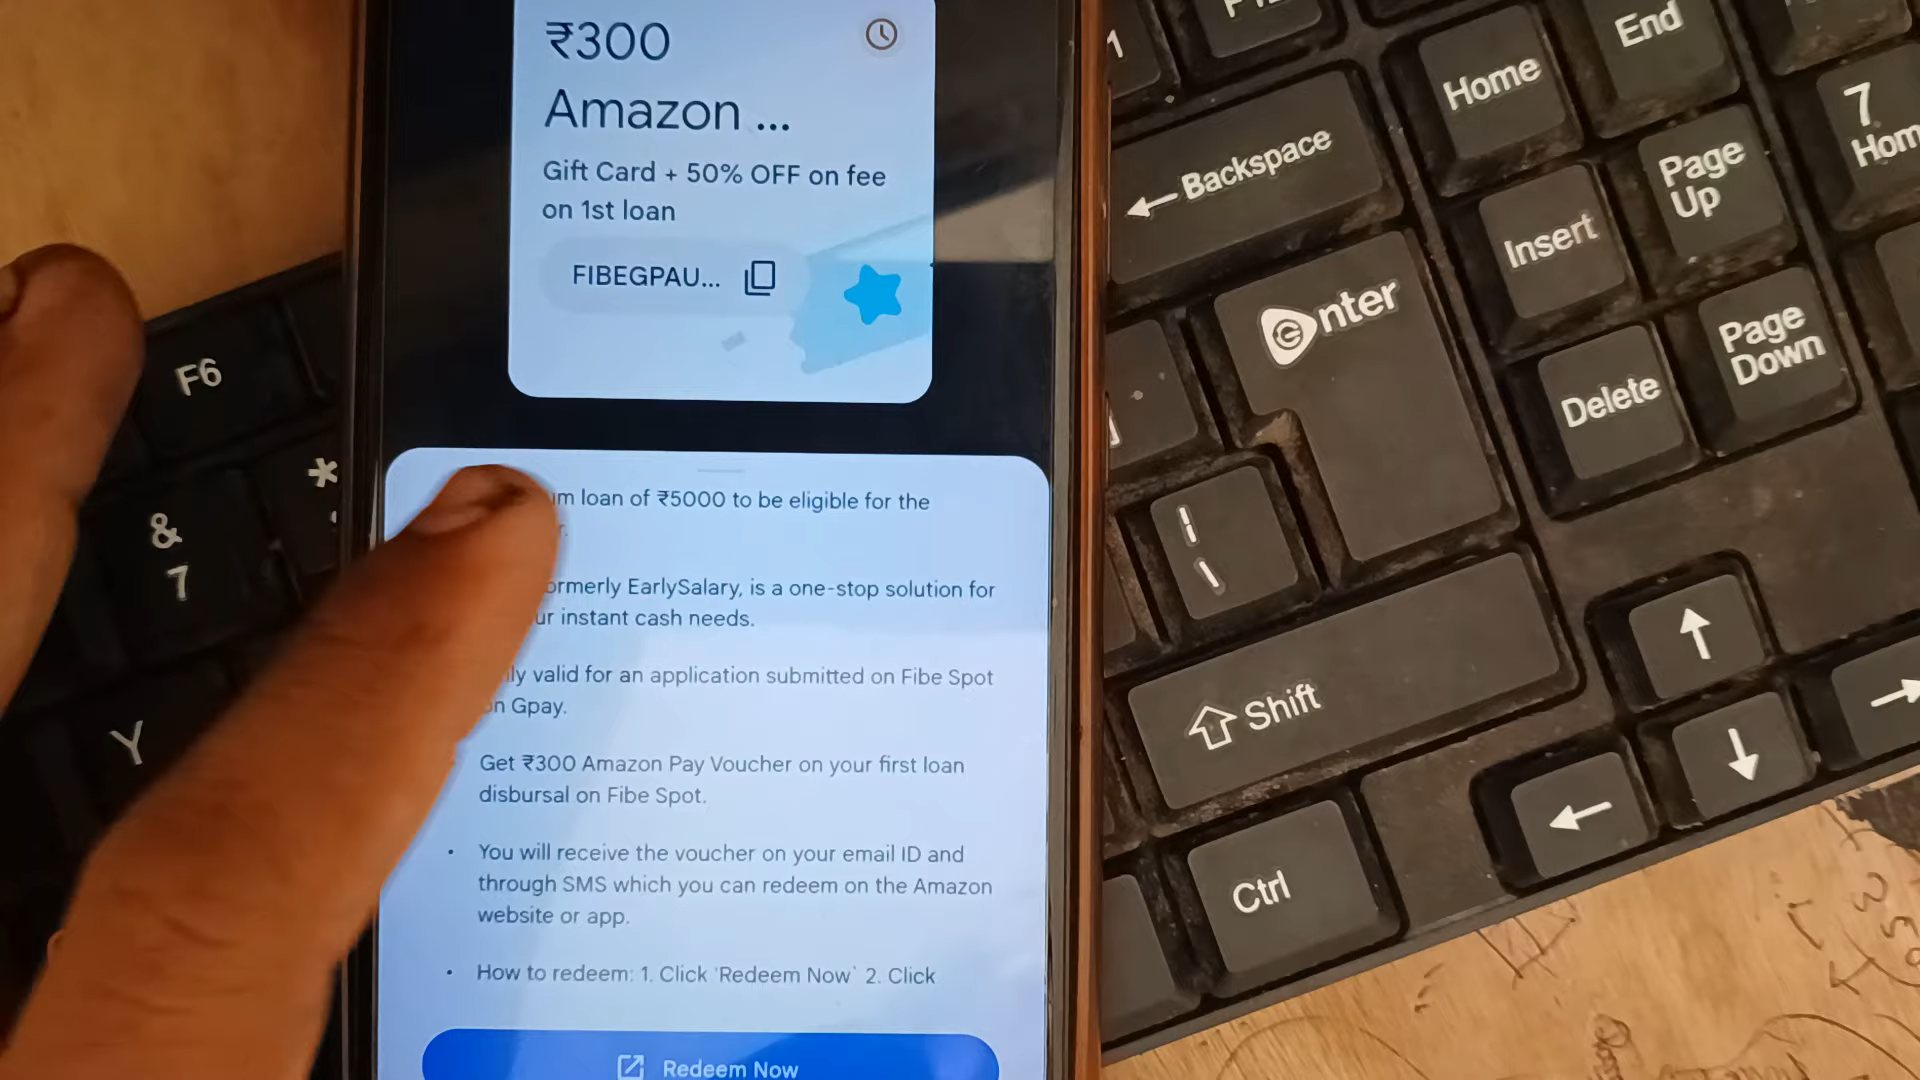 ₹300
Amazon ...
Gift Card + 50% OFF on fee
on 1st loan
FIBEGPAU...
loan of ₹5000 to be eligible for the
EarlySalary, is a one-stop solution for
instant cash needs.
valid for an application submitted on Fibe Spot
Gpay.
Get ₹300 Amazon Pay Voucher on your first loan
disbursal on Fibe Spot.
• You will receive the voucher on your email ID and
through SMS which you can redeem on the Amazon
website or app.
• How to redeem: 1. Click 'Redeem Now` 2. Click
Redeem Now
F6
*
&
7
Y
1
← Backspace
Home
End
7
Insert
Page
Up
Enter
Delete
Page
Down
|
\
Shift
Ctrl
↑
←
↓
→